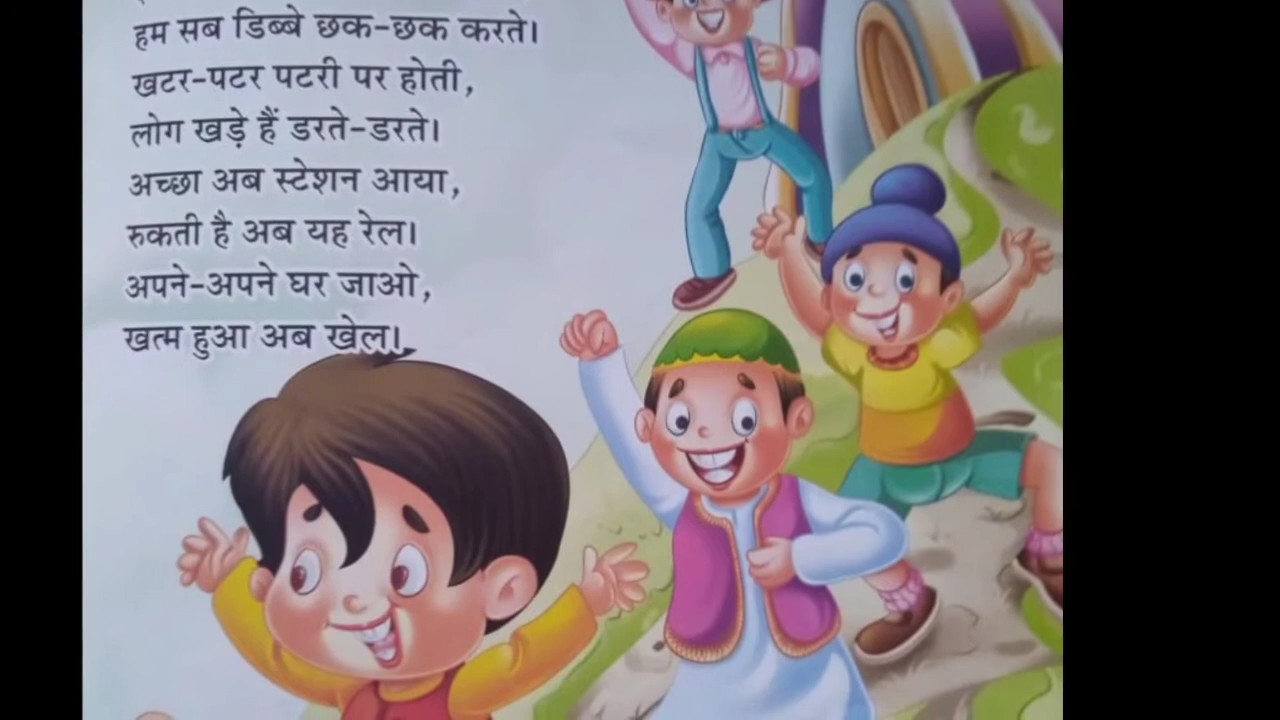 हम सब डिब्बे छक-छक करते।
खटर-पटर पटरी पर होती,
लोग खड़े हैं डरते-डरते।
अच्छा अब स्टेशन आया,
रुकती है अब यह रेल।
अपने-अपने घर जाओ,
खत्म हुआ अब खेल।